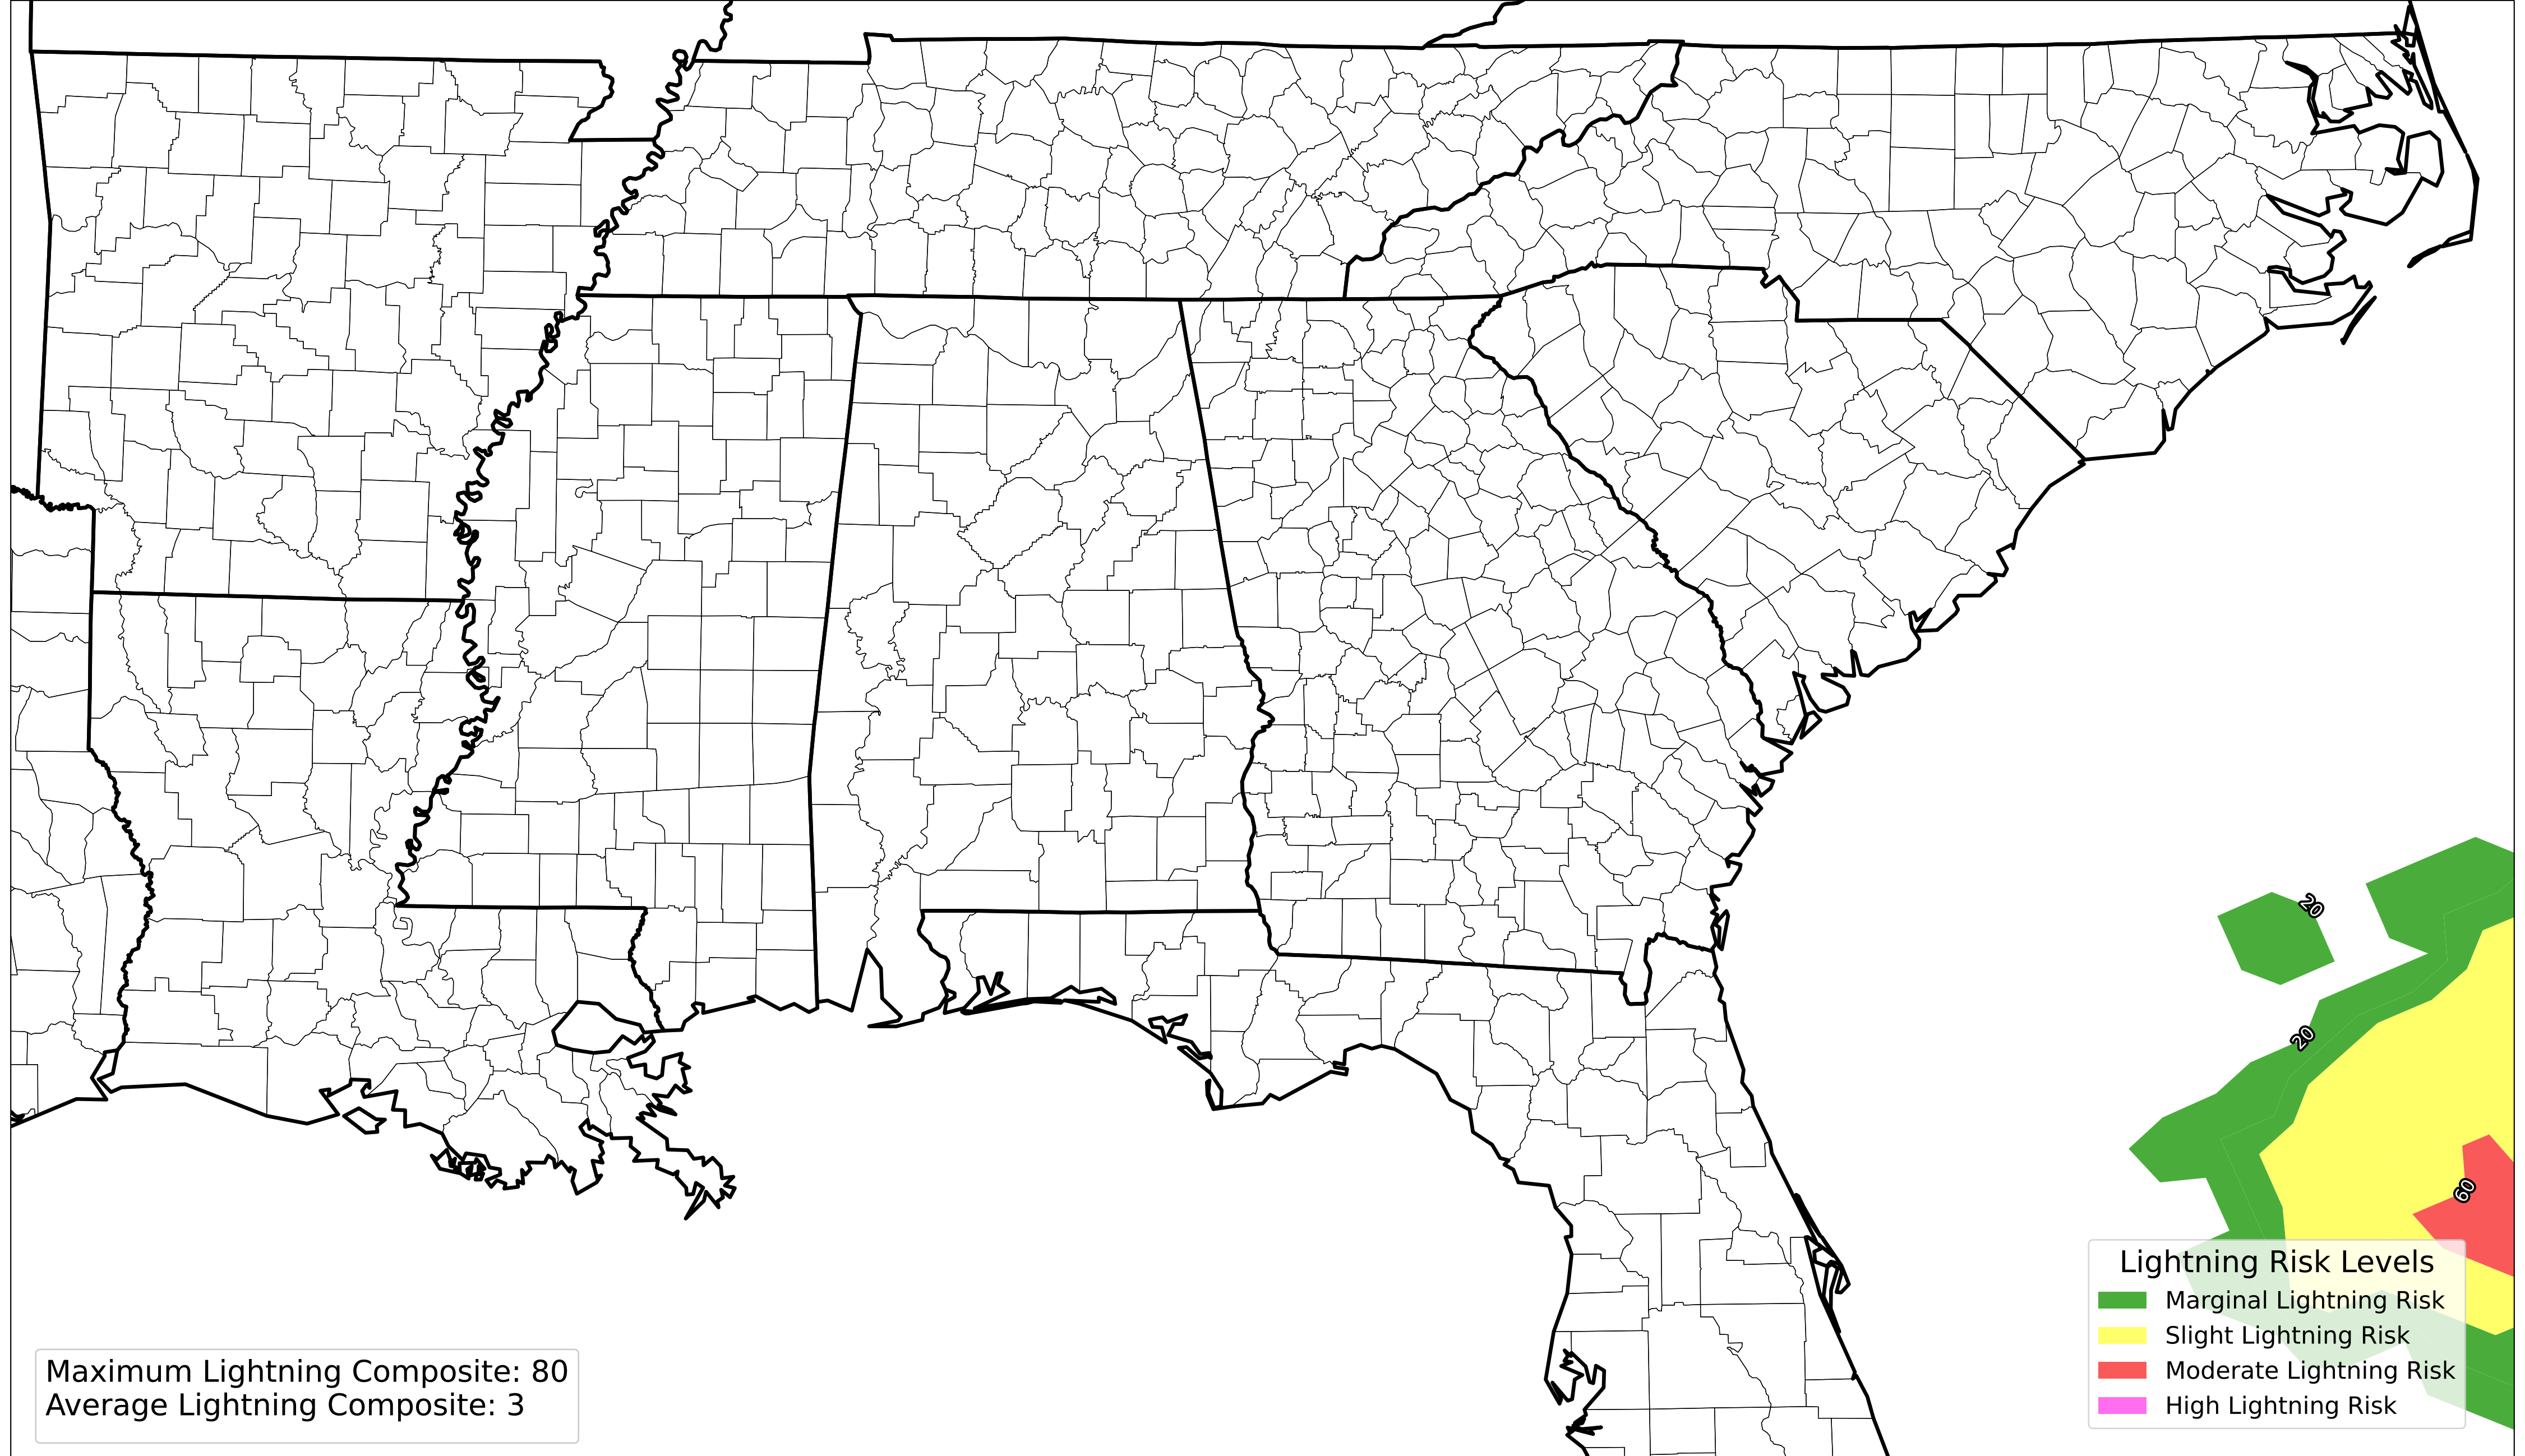 20
20
60
Lightning Risk Levels
Marginal Lightning Risk
Slight Lightning Risk
Moderate Lightning Risk
High Lightning Risk
Maximum Lightning Composite: 80
Average Lightning Composite: 3